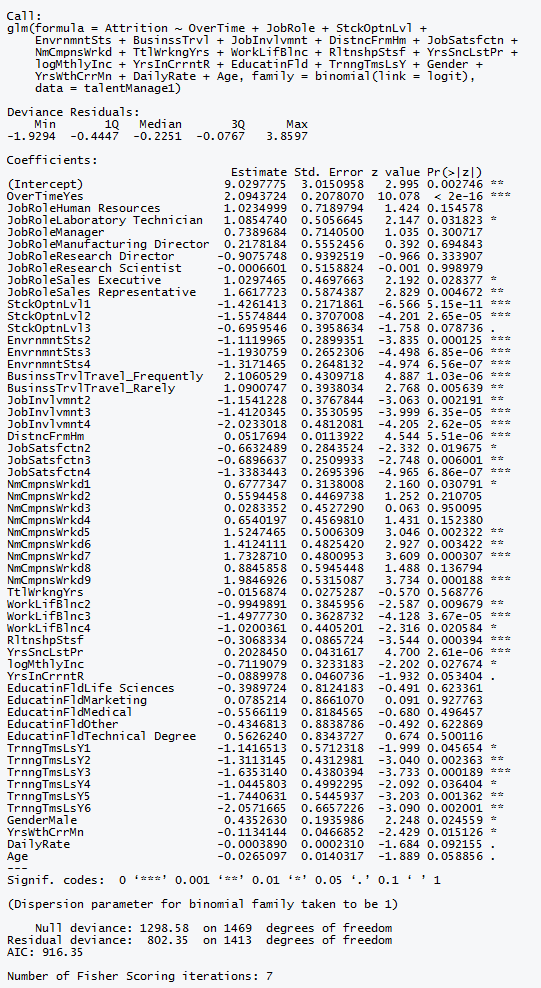 Call:
glm(formula = Attrition ~ OverTime + JobRole + StckOptnLvl +
EnvrnmntSts + BusinssTrvl + JobInvlvmnt + DistncFrmHm + JobSatsfctn +
NmCmpnsWrkd + TtlWrkngYrs + WorkLifBlnc + RltnshpStsf + YrsSncLstPr +
logMthlyInc + YrsInCrrntR + EducatinFld + TrnngTmsLsY + Gender +
YrsWthCrrMn + DailyRate + Age, family = binomial(link = logit),
data = talentManage1)
Deviance Residuals:
Min 1Q Median 3Q Max
-1.9294 -0.4447 -0.2251 -0.0767 3.8597
Coefficients:
Estimate Std. Error z value Pr(>|z|)
(Intercept) 9.0297775 3.0150958 2.995 0.002746 **
OverTimeYes 2.0943724 0.2078070 10.078 < 2e-16 ***
JobRoleHuman Resources 1.0234999 0.7189794 1.424 0.154578
JobRoleLaboratory Technician 1.0854740 0.5056645 2.147 0.031823 *
JobRoleManager 0.7389684 0.7140500 1.035 0.300717
JobRoleManufacturing Director 0.2178184 0.5552456 0.392 0.694843
JobRoleResearch Director -0.9075748 0.9392519 -0.966 0.333907
JobRoleResearch Scientist -0.0006601 0.5158824 -0.001 0.998979
JobRoleSales Executive 1.0297465 0.4697663 2.192 0.028377 *
JobRoleSales Representative 1.6617723 0.5874387 2.829 0.004672 **
StckOptnLvl1 -1.4261413 0.2171861 -6.566 5.15e-11 ***
StckOptnLvl2 -1.5574844 0.3707008 -4.201 2.65e-05 ***
StckOptnLvl3 -0.6959546 0.3958634 -1.758 0.078736 .
EnvrnmntSts2 -1.1119965 0.2899351 -3.835 0.000125 ***
EnvrnmntSts3 -1.1930759 0.2652306 -4.498 6.85e-06 ***
EnvrnmntSts4 -1.3171465 0.2648132 -4.974 6.56e-07 ***
BusinssTrvlTravel_Frequently 2.1060529 0.4309718 4.887 1.03e-06 ***
BusinssTrvlTravel_Rarely 1.0900747 0.3938034 2.768 0.005639 **
JobInvlvmnt2 -1.1541228 0.3767844 -3.063 0.002191 **
JobInvlvmnt3 -1.4120345 0.3530595 -3.999 6.35e-05 ***
JobInvlvmnt4 -2.0233018 0.4812081 -4.205 2.62e-05 ***
DistncFrmHm 0.0517694 0.0113922 4.544 5.51e-06 ***
JobSatsfctn2 -0.6632489 0.2843524 -2.332 0.019675 *
JobSatsfctn3 -0.6896637 0.2509933 -2.748 0.006001 **
JobSatsfctn4 -1.3383443 0.2695396 -4.965 6.86e-07 ***
NmCmpnsWrkd1 0.6777347 0.3138008 2.160 0.030791 *
NmCmpnsWrkd2 0.5594458 0.4469738 1.252 0.210705
NmCmpnsWrkd3 0.0283352 0.4527290 0.063 0.950095
NmCmpnsWrkd4 0.6540197 0.4569810 1.431 0.152380
NmCmpnsWrkd5 1.5247465 0.5006309 3.046 0.002322 **
NmCmpnsWrkd6 1.4124111 0.4825420 2.927 0.003422 **
NmCmpnsWrkd7 1.7328710 0.4800953 3.609 0.000307 ***
NmCmpnsWrkd8 0.8845858 0.5945448 1.488 0.136794
NmCmpnsWrkd9 1.9846926 0.5315087 3.734 0.000188 ***
TtlWrkngYrs -0.0156874 0.0275287 -0.570 0.568776
WorkLifBlnc2 -0.9949891 0.3845956 -2.587 0.009679 **
WorkLifBlnc3 -1.4977730 0.3628732 -4.128 3.67e-05 ***
WorkLifBlnc4 -1.0200361 0.4405201 -2.316 0.020584 *
RltnshpStsf -0.3068334 0.0865724 -3.544 0.000394 ***
YrsSncLstPr 0.2028450 0.0431617 4.700 2.61e-06 ***
logMthlyInc -0.7119079 0.3233183 -2.202 0.027674 *
YrsInCrrntR -0.0889978 0.0460736 -1.932 0.053404 .
EducatinFldLife Sciences -0.3989724 0.8124183 -0.491 0.623361
EducatinFldMarketing 0.0785214 0.8661070 0.091 0.927763
EducatinFldMedical -0.5566119 0.8184565 -0.680 0.496457
EducatinFldOther -0.4346813 0.8838786 -0.492 0.622869
EducatinFldTechnical Degree 0.5626240 0.8343727 0.674 0.500116
TrnngTmsLsY1 -1.1416513 0.5712318 -1.999 0.045654 *
TrnngTmsLsY2 -1.3113145 0.4312981 -3.040 0.002363 **
TrnngTmsLsY3 -1.6353140 0.4380394 -3.733 0.000189 ***
TrnngTmsLsY4 -1.0445803 0.4992295 -2.092 0.036404 *
TrnngTmsLsY5 -1.7440631 0.5445937 -3.203 0.001362 **
TrnngTmsLsY6 -2.0571665 0.6657226 -3.090 0.002001 **
GenderMale 0.4352630 0.1935986 2.248 0.024559 *
YrsWthCrrMn -0.1134144 0.0466852 -2.429 0.015126 *
DailyRate -0.0003890 0.0002310 -1.684 0.092155 .
Age -0.0265097 0.0140317 -1.889 0.058856 .
---
Signif. codes: 0 ‘***’ 0.001 ‘**’ 0.01 ‘*’ 0.05 ‘.’ 0.1 ‘ ’ 1
(Dispersion parameter for binomial family taken to be 1)
Null deviance: 1298.58 on 1469 degrees of freedom
Residual deviance: 802.35 on 1413 degrees of freedom
AIC: 916.35
Number of Fisher Scoring iterations: 7